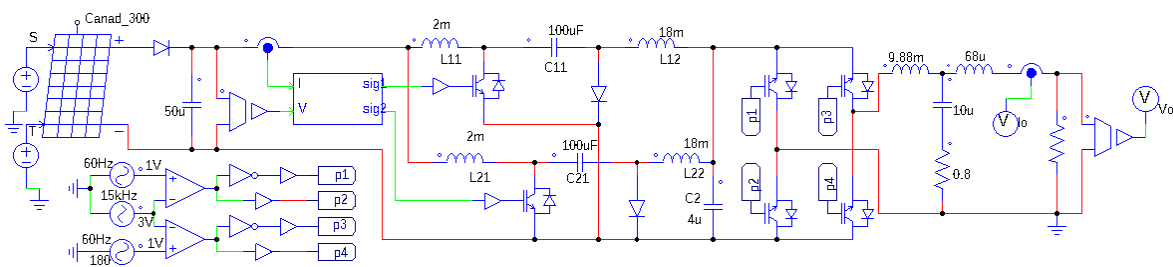 Canad_300
S
+
T
−
50u
I
V
sig1
sig2
2m
L11
100uF
C11
18m
L12
2m
L21
100uF
C21
18m
L22
C2
4u
p1
p3
p2
p4
9.88m
68u
10u
0.8
V
Io
V
Vo
60Hz
1V
15kHz
3V
60Hz
1V
180
+
−
−
+
p1
p2
p3
p4